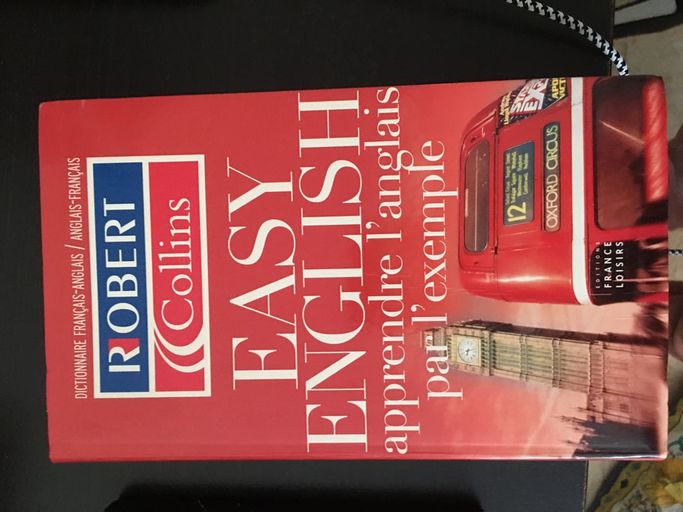 DICTIONNAIRE FRANÇAIS-ANGLAIS / ANGLAIS-FRANÇAIS
ROBERT
Collins
EASY
ENGLISH
apprendre l'anglais
par l'exemple
12
OXFORD CIRCUS
EDITIONS
FRANCE
LOISIRS